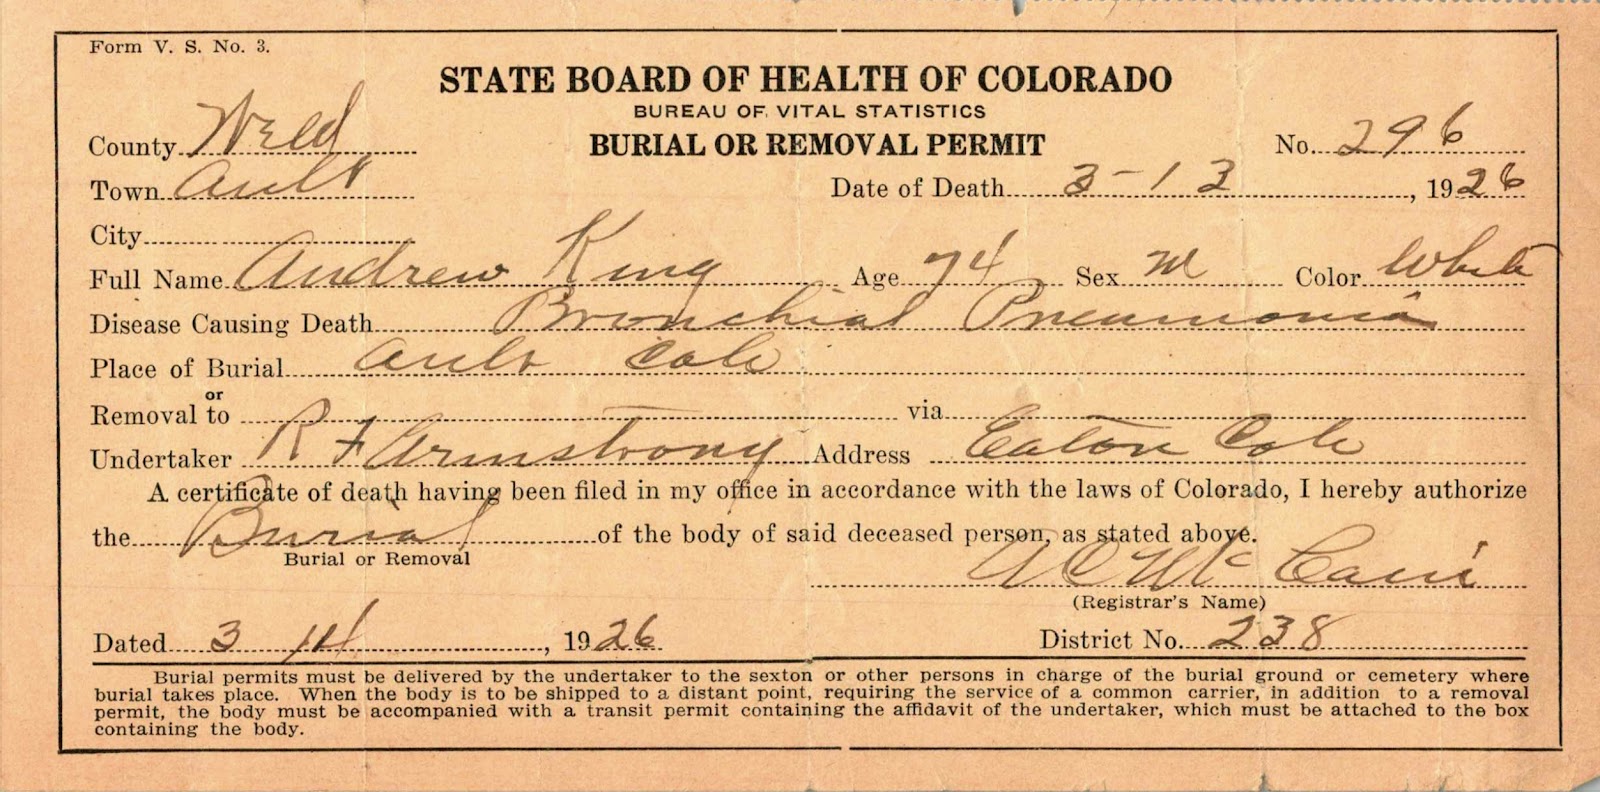 Form V. S. No. 3.
STATE BOARD OF HEALTH OF COLORADO
BUREAU OF VITAL STATISTICS
BURIAL OR REMOVAL PERMIT
County Weld No. 296
Town Ault Date of Death 3-13, 1926
City
Full Name Andrew King Age 74 Sex M Color White
Disease Causing Death Bronchial Pneumonia
Place of Burial Ault Colo
or
Removal to via
Undertaker R F Armstrong Address Eaton Colo
A certificate of death having been filed in my office in accordance with the laws of Colorado, I hereby authorize
the Burial of the body of said deceased person, as stated above.
Burial or Removal
Mc
(Registrar's Name)
Dated 3 14, 1926 District No. 238
Burial permits must be delivered by the undertaker to the sexton or other persons in charge of the burial ground or cemetery where
burial takes place. When the body is to be shipped to a distant point, requiring the service of a common carrier, in addition to a removal
permit, the body must be accompanied with a transit permit containing the affidavit of the undertaker, which must be attached to the box
containing the body.